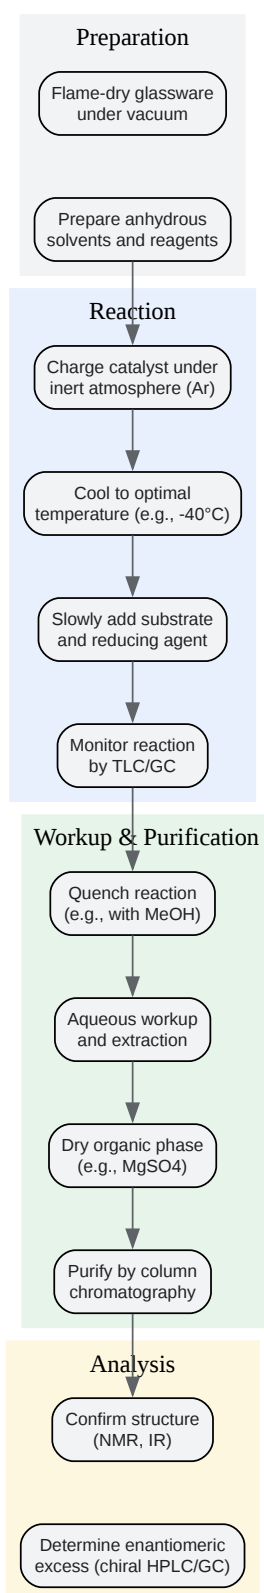 Preparation
Flame-dry glassware
under vacuum
Prepare anhydrous
solvents and reagents
Reaction
Charge catalyst under
inert atmosphere (Ar)
Cool to optimal
temperature (e.g., -40°C)
Slowly add substrate
and reducing agent
Monitor reaction
by TLC/GC
Workup & Purification
Quench reaction
(e.g., with MeOH)
Aqueous workup
and extraction
Dry organic phase
(e.g., MgSO4)
Purify by column
chromatography
Analysis
Confirm structure
(NMR, IR)
Determine enantiomeric
excess (chiral HPLC/GC)